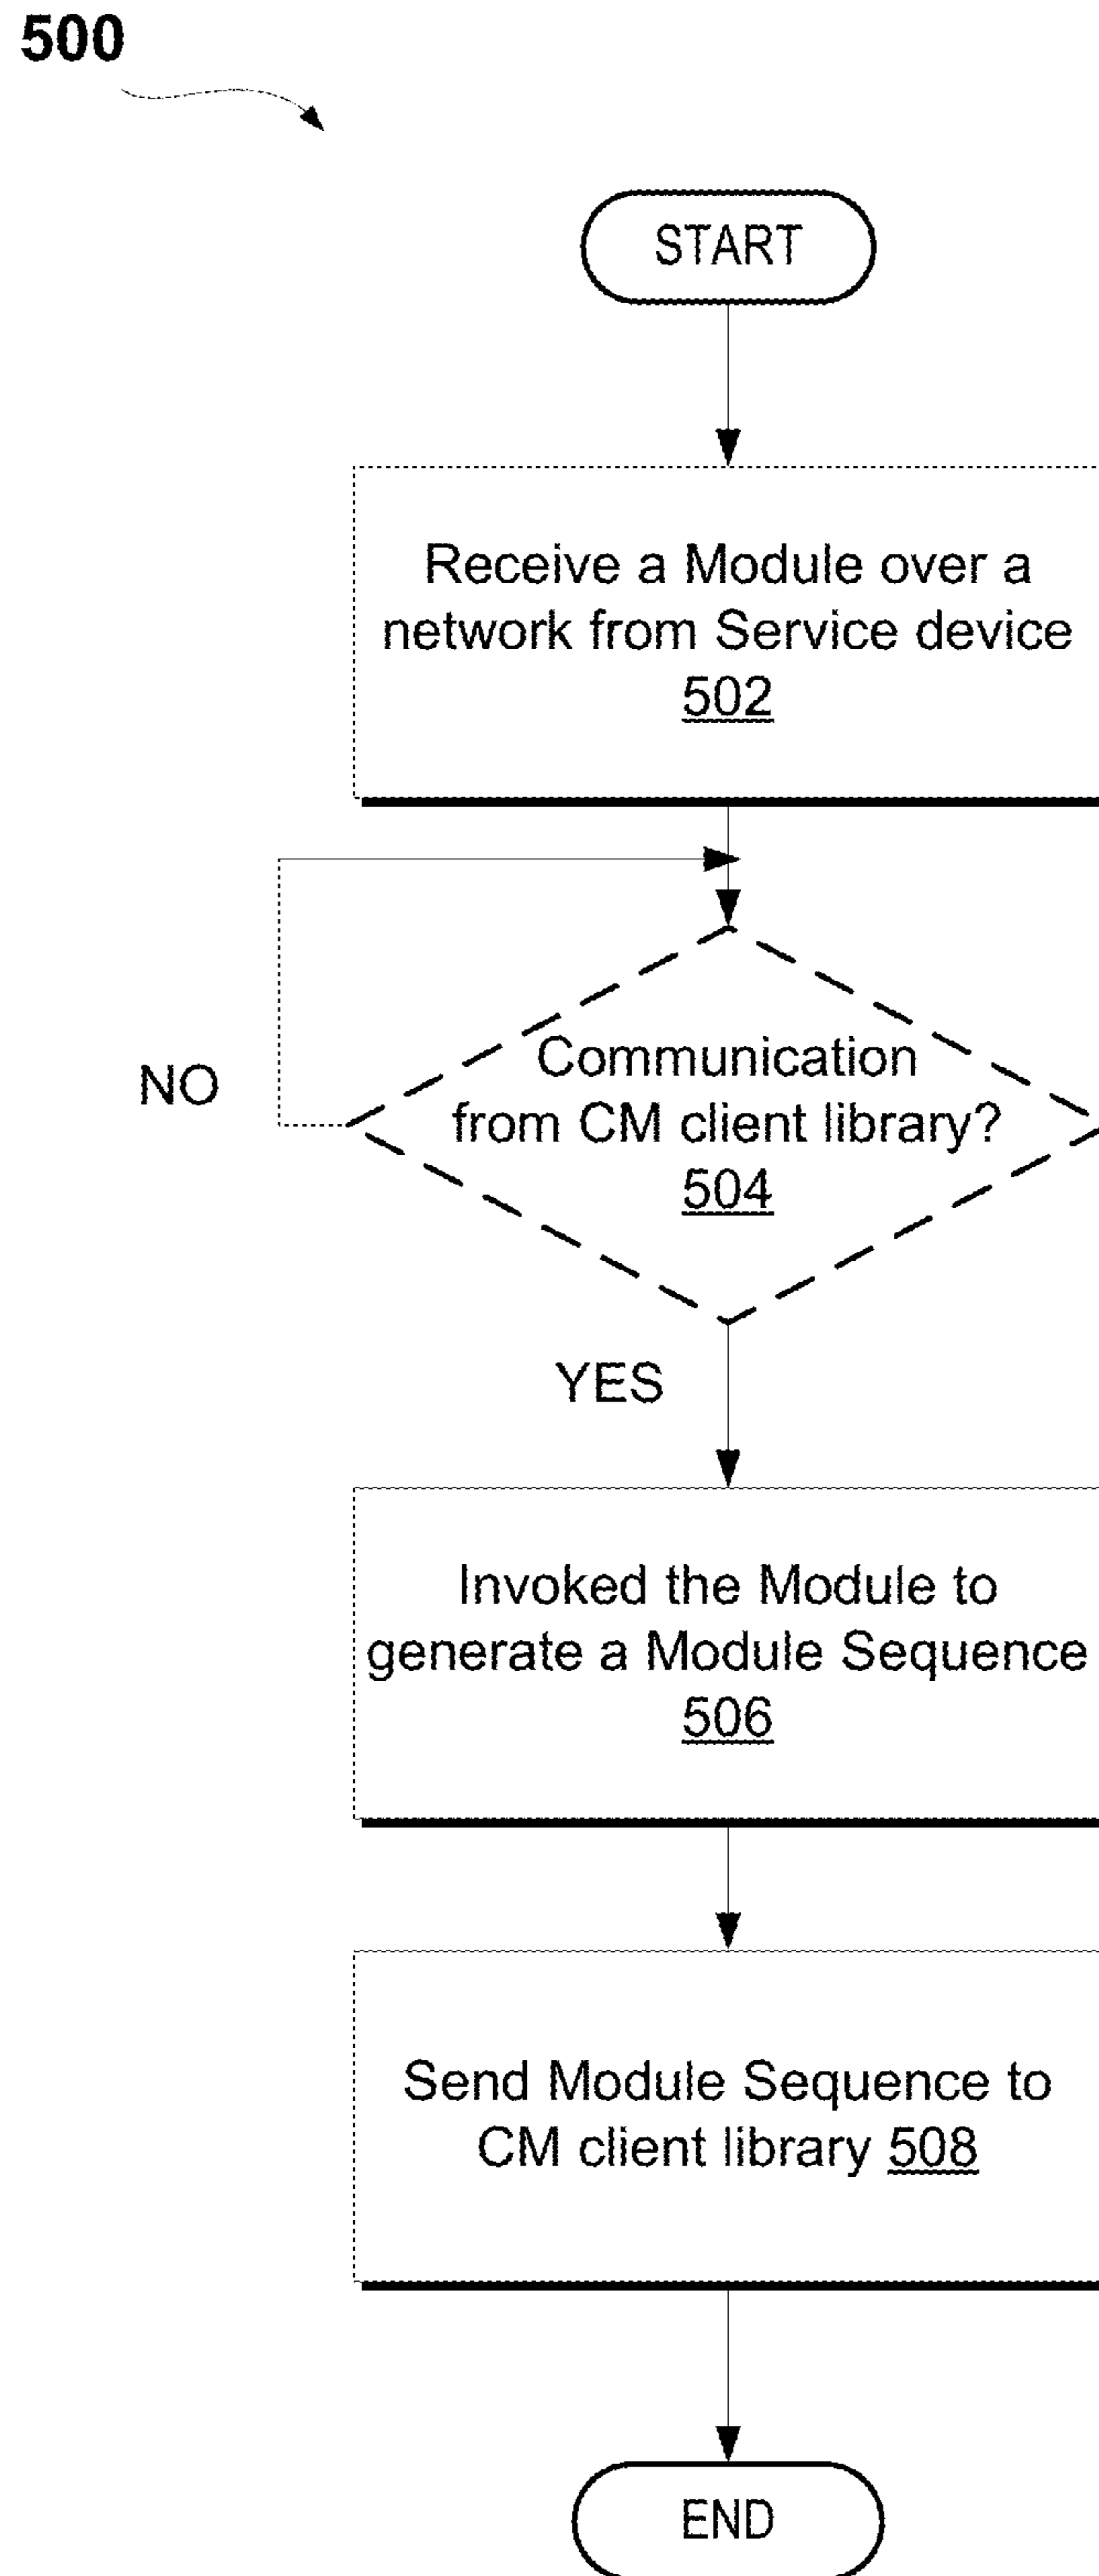 500
START
Receive a Module over a
network from Service device
502
Communication
from CM client library?
504
NO
YES
Invoked the Module to
generate a Module Sequence
506
Send Module Sequence to
CM client library 508
END